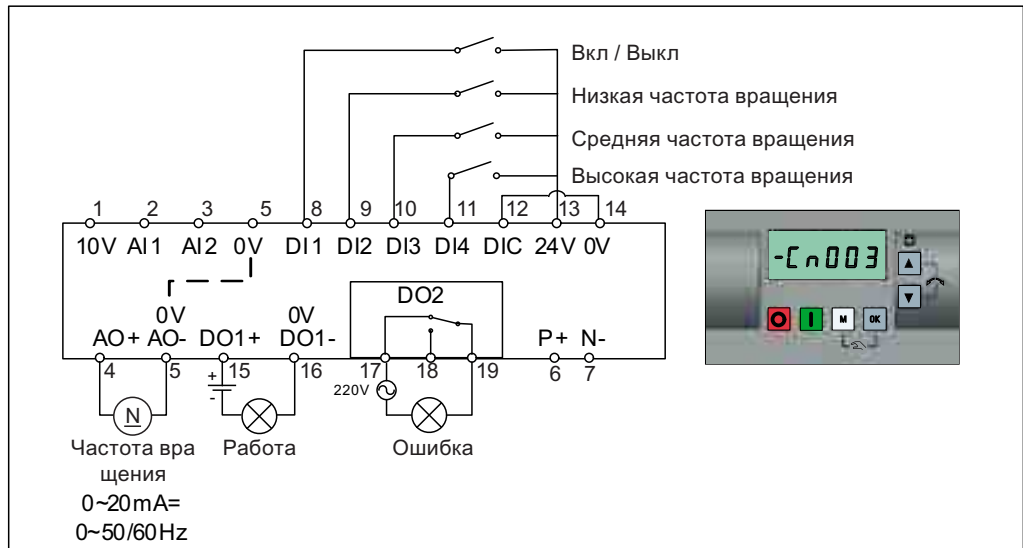 Вкл / Выкл
Низкая частота вращения
Средняя частота вращения
Высокая частота вращения
1 2 3 5 8 9 10 11 12 13 14
10V AI1 AI2 0V DI1 DI2 DI3 DI4 DIC 24V 0V
-Cn003
M OK
DO2
0V 0V
AO+ AO- DO1+ DO1- P+ N-
4 5 15 16 17 18 19 6 7
+
-
220V
N
Частота вра
щения
Работа
Ошибка
0~20mA=
0~50/60Hz